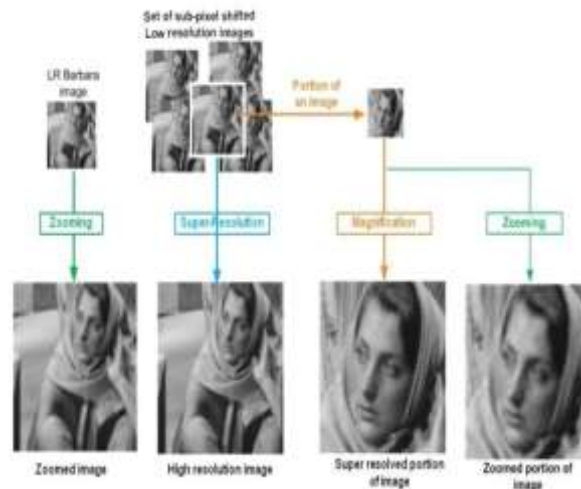 Set of sub-pixel shifted
Low resolution images
LR Barbara
image
Portion of
an image
Zooming
Super-Resolution
Magnification
Zooming
Zoomed image
High resolution image
Super resolved portion
of image
Zoomed portion of
image